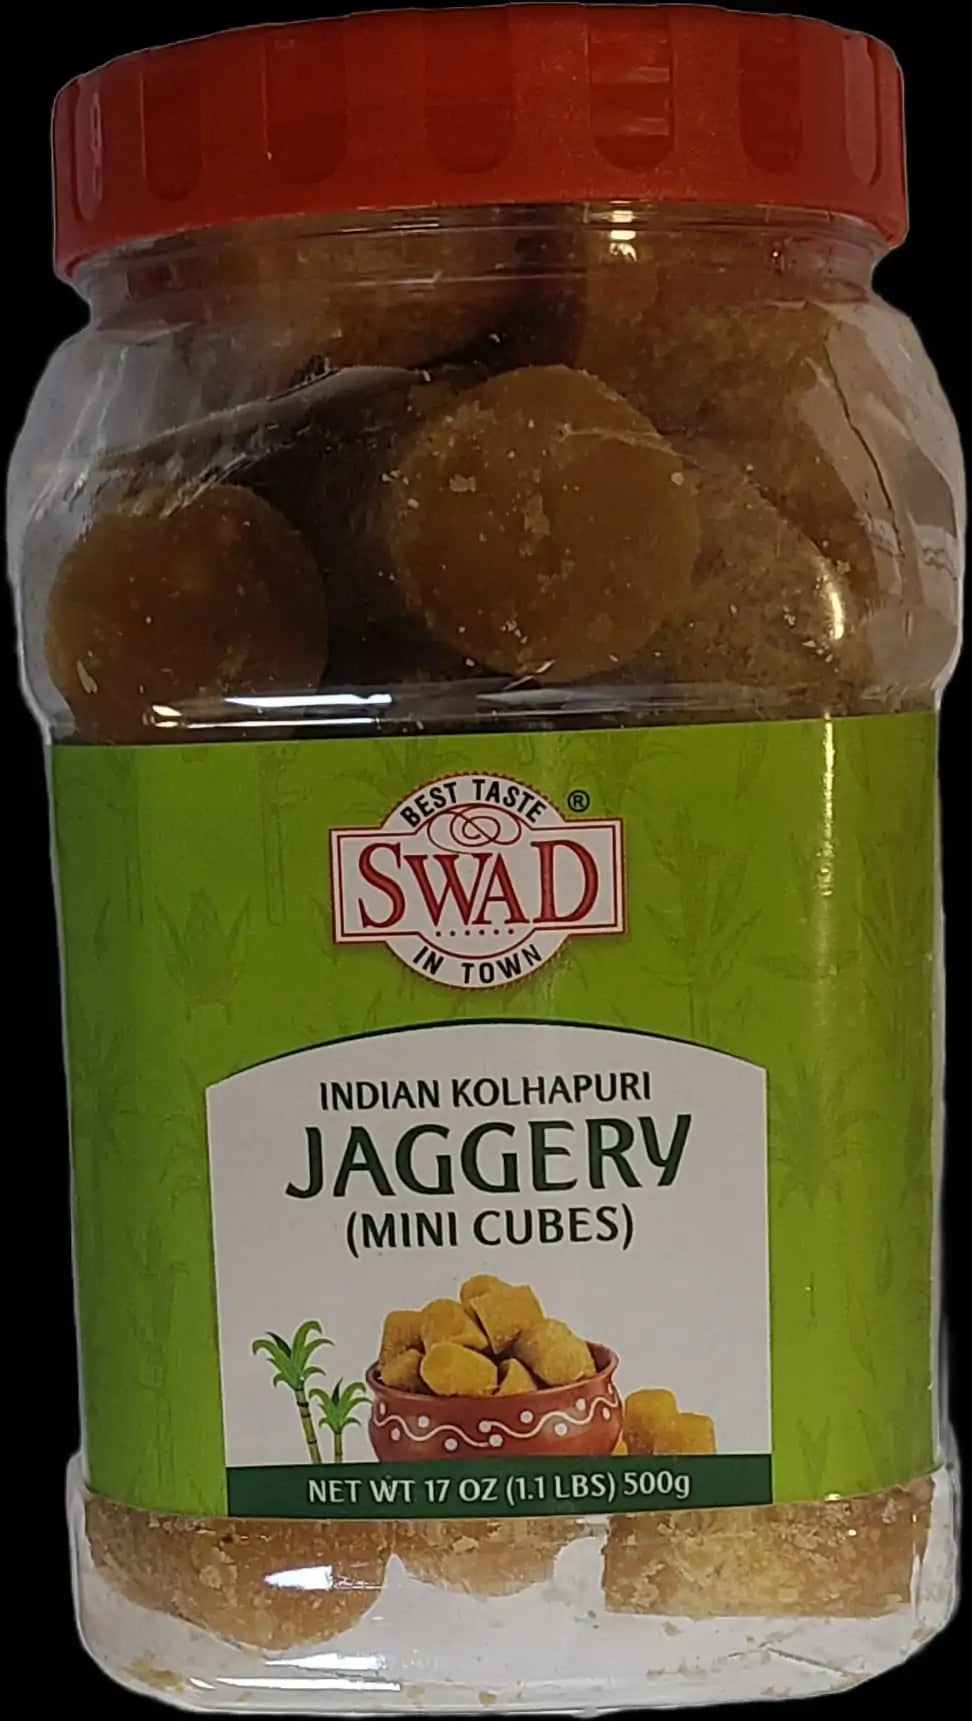 BEST TASTE ®
SWAD
IN TOWN
INDIAN KOLHAPURI
JAGGERY
(MINI CUBES)
NET WT 17 OZ (1.1 LBS) 500g